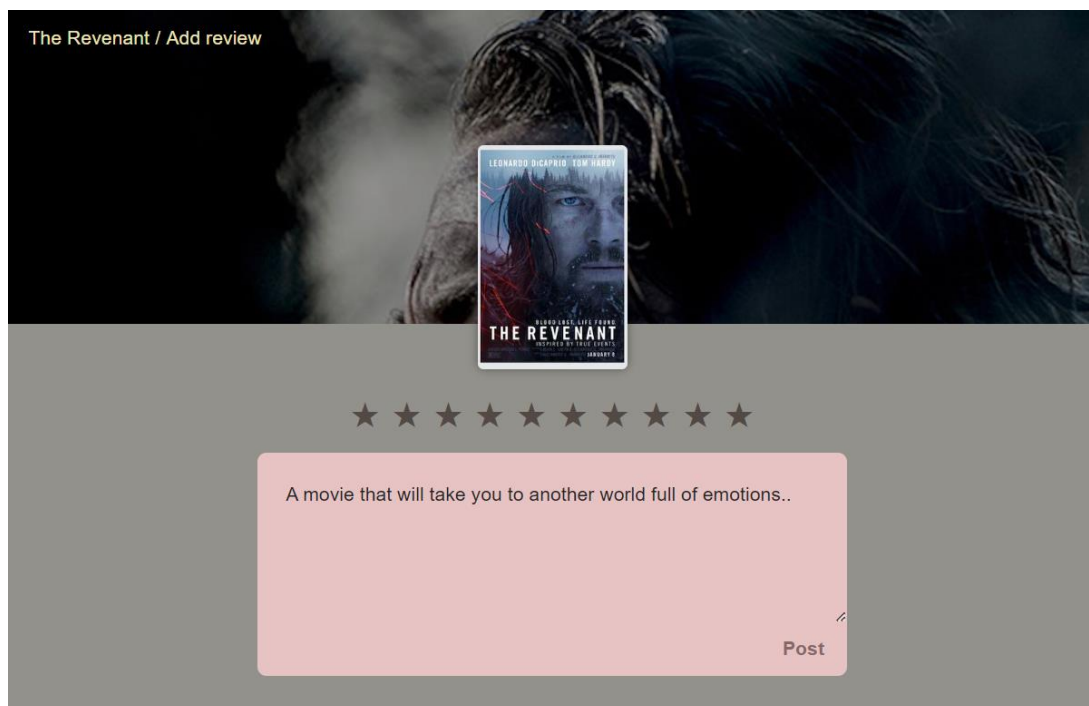 The Revenant / Add review
LEONARDO DiCAPRIO TOM HARDY
BLOOD LOST. LIFE FOUND
THE REVENANT
INSPIRED BY TRUE EVENTS
JANUARY 8
A movie that will take you to another world full of emotions..
Post